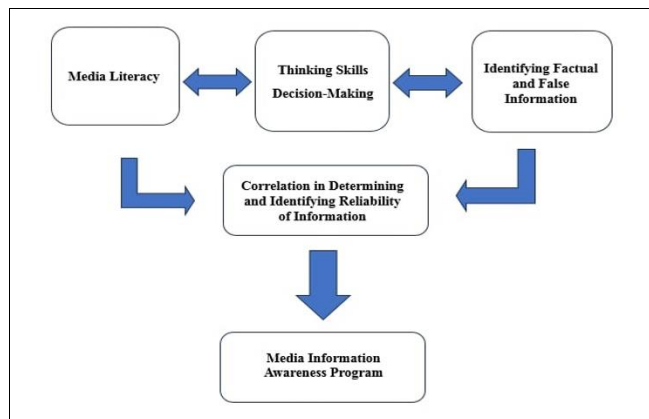 Media Literacy
Thinking Skills
Decision-Making
Identifying Factual
and False
Information
Correlation in Determining
and Identifying Reliability
of Information
Media Information
Awareness Program